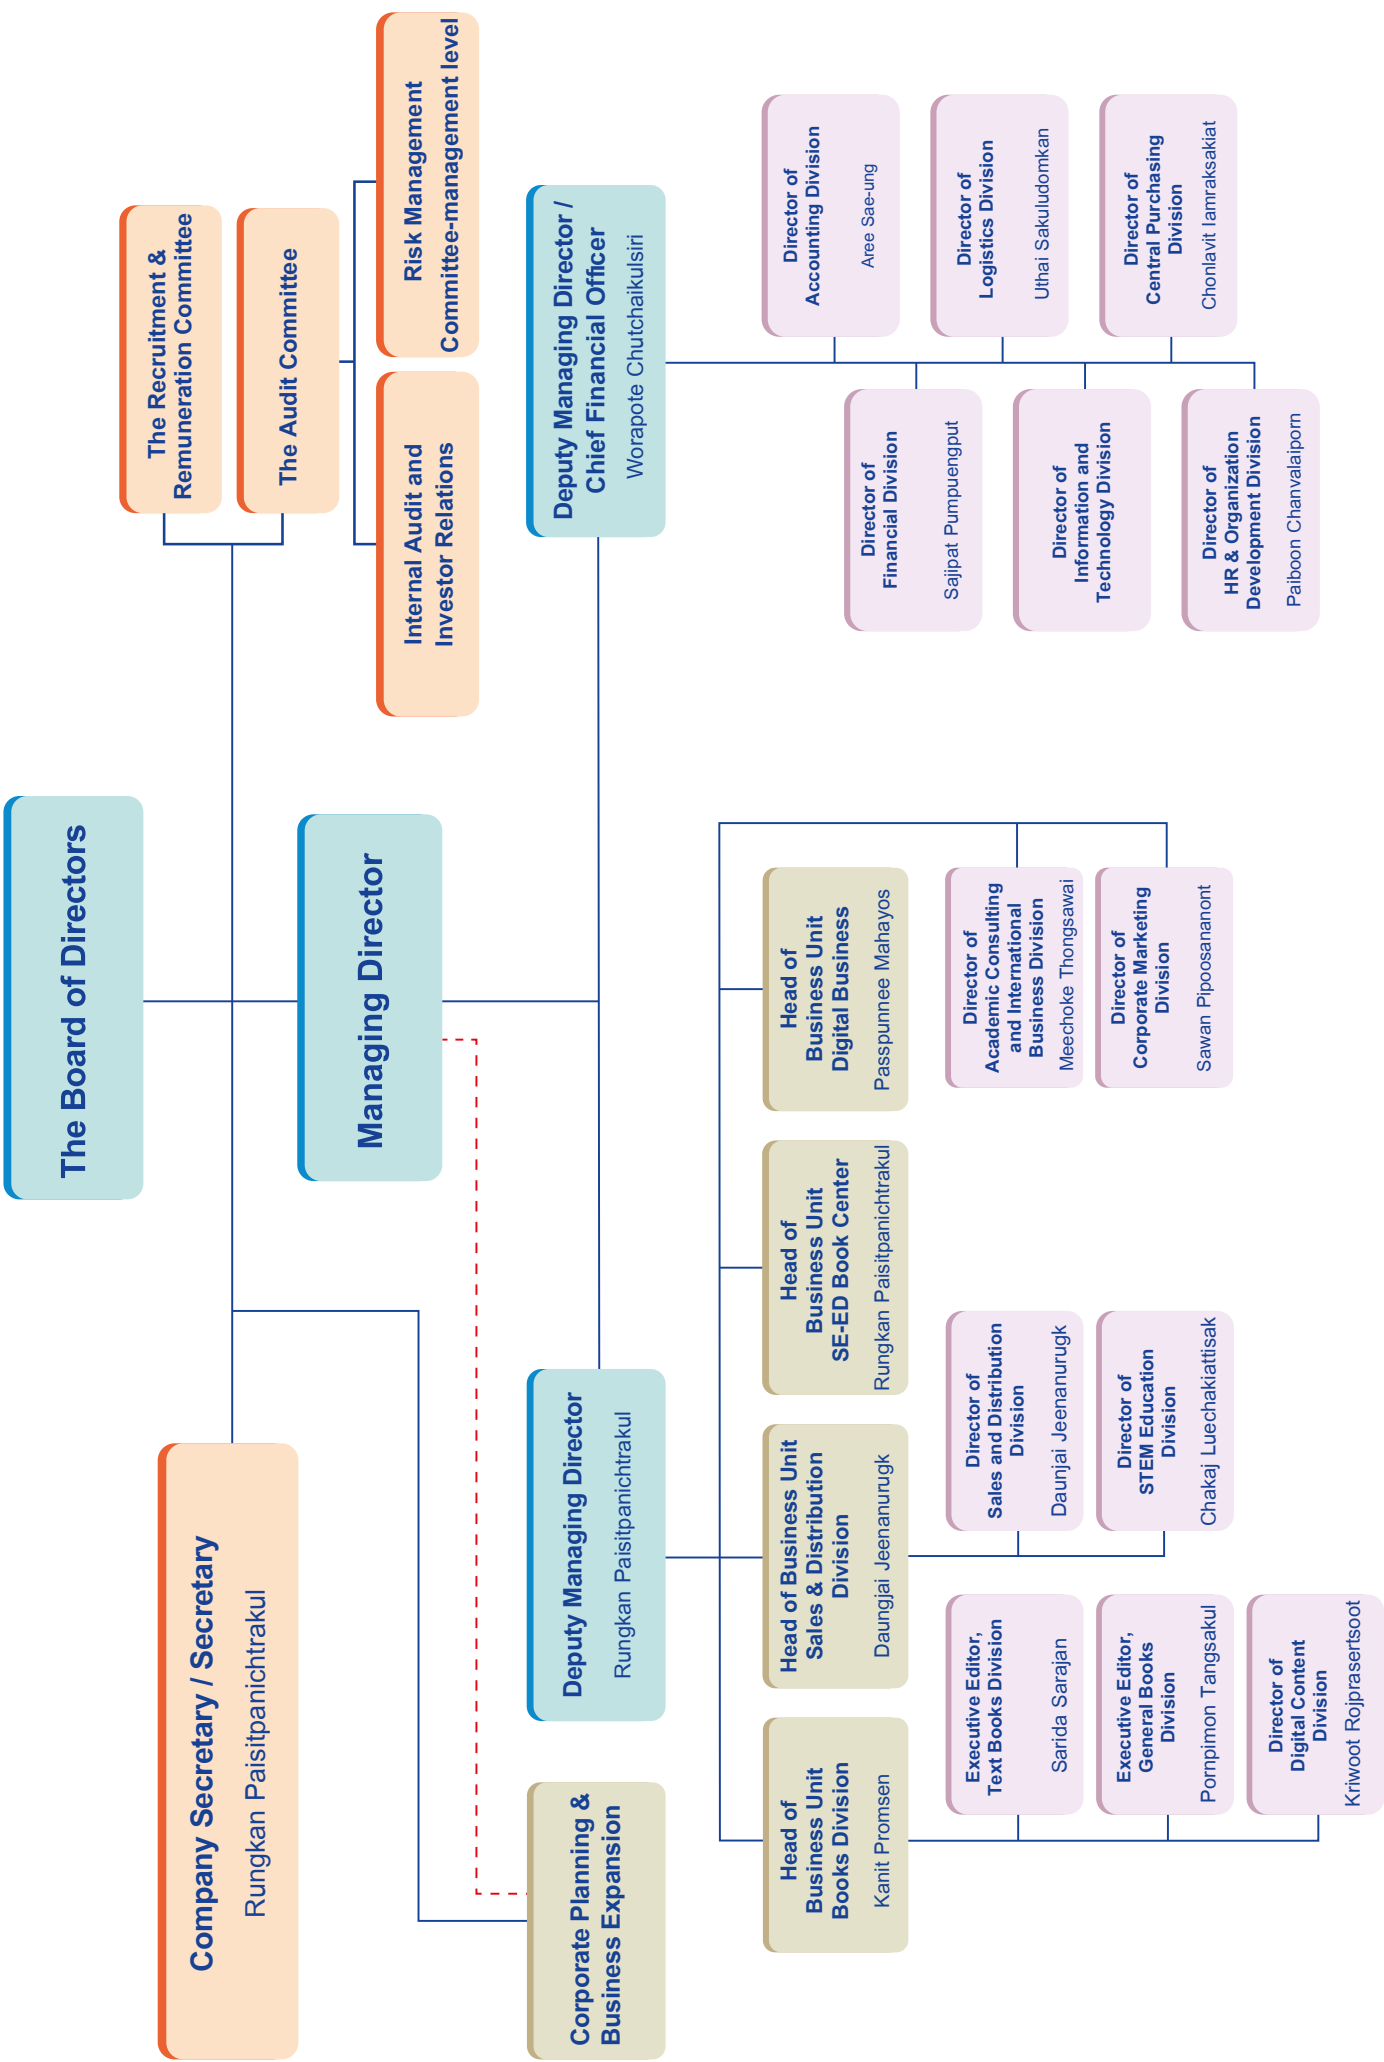 The Board of Directors
Company Secretary / Secretary
Rungkan Paisitpanichtrakul
The Recruitment &
Remuneration Committee
The Audit Committee
Managing Director
Internal Audit and
Investor Relations
Risk Management
Committee-management level
Corporate Planning &
Business Expansion
Deputy Managing Director
Rungkan Paisitpanichtrakul
Deputy Managing Director /
Chief Financial Officer
Worapote Chutchaikulsiri
Head of
Business Unit
Books Division
Kanit Promsen
Head of Business Unit
Sales & Distribution
Division
Daungjai Jeenanurugk
Head of
Business Unit
SE-ED Book Center
Rungkan Paisitpanichtrakul
Head of
Business Unit
Digital Business
Passpunnee Mahayos
Executive Editor,
Text Books Division
Sarida Sarajan
Executive Editor,
General Books
Division
Pornpimon Tangsakul
Director of
Digital Content
Division
Kriwoot Rojprasertsoot
Director of
Sales and Distribution
Division
Daunjai Jeenanurugk
Director of
STEM Education
Division
Chakaj Luechakiattisak
Director of
Academic Consulting
and International
Business Division
Meechoke Thongsawai
Director of
Corporate Marketing
Division
Sawan Pipoosananont
Director of
Financial Division
Sajipat Pumpuengput
Director of
Information and
Technology Division
Director of
HR & Organization
Development Division
Paiboon Chanvalaiporn
Director of
Accounting Division
Aree Sae-ung
Director of
Logistics Division
Uthai Sakuludomkan
Director of
Central Purchasing
Division
Chonlavit Iamraksakiat